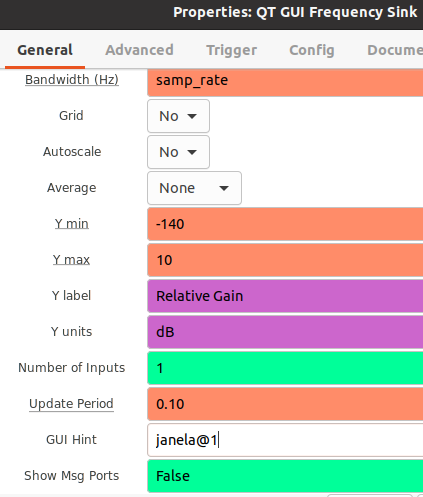 Properties: QT GUI Frequency Sink
General Advanced Trigger Config Docume
Bandwidth (Hz) samp_rate
Grid No
Autoscale No
Average None
Y min -140
Y max 10
Y label Relative Gain
Y units dB
Number of Inputs 1
Update Period 0.10
GUI Hint janela@1
Show Msg Ports False